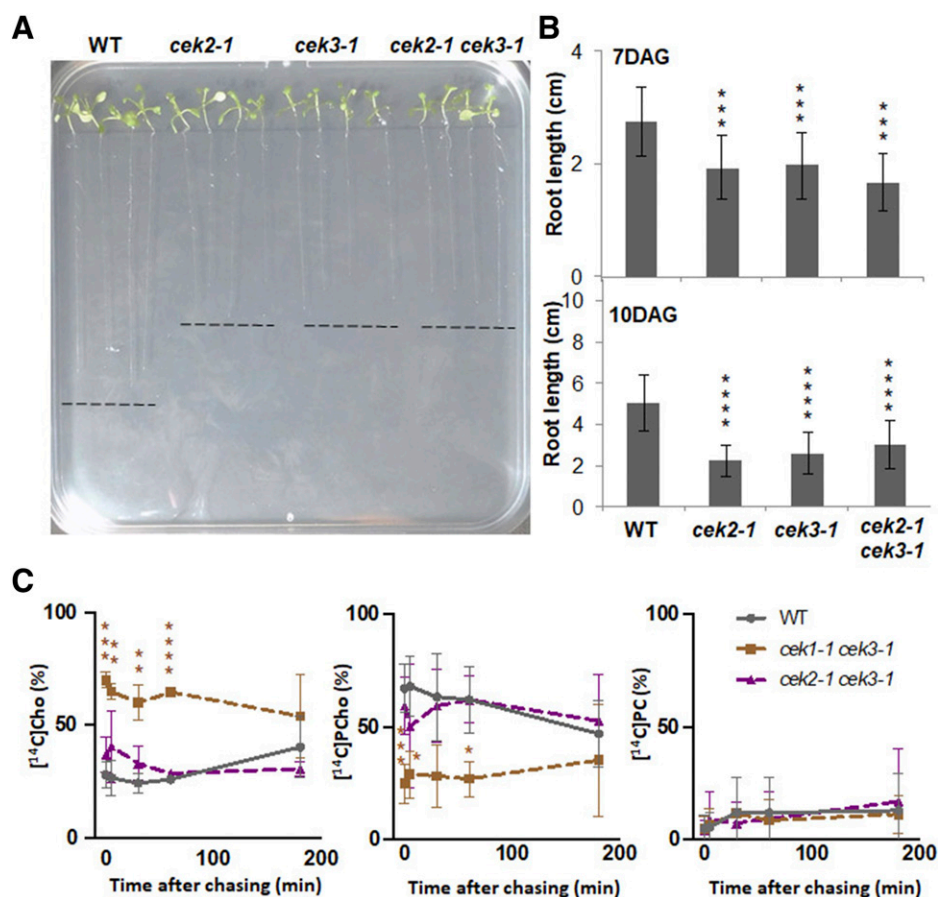 A
WT cek2-1 cek3-1 cek2-1 cek3-1
B
7DAG
Root length (cm)
4
2
0
***
***
***
10DAG
Root length (cm)
10
8
6
4
2
0
****
****
****
WT cek2-1 cek3-1 cek2-1
cek3-1
C
[¹⁴C]Cho (%)
100
50
0
***
**
**
****
0 100 200
Time after chasing (min)
[¹⁴C]PCho (%)
100
50
0
***
*
*
0 100 200
Time after chasing (min)
[¹⁴C]PC (%)
100
50
0
WT
cek1-1 cek3-1
cek2-1 cek3-1
0 100 200
Time after chasing (min)